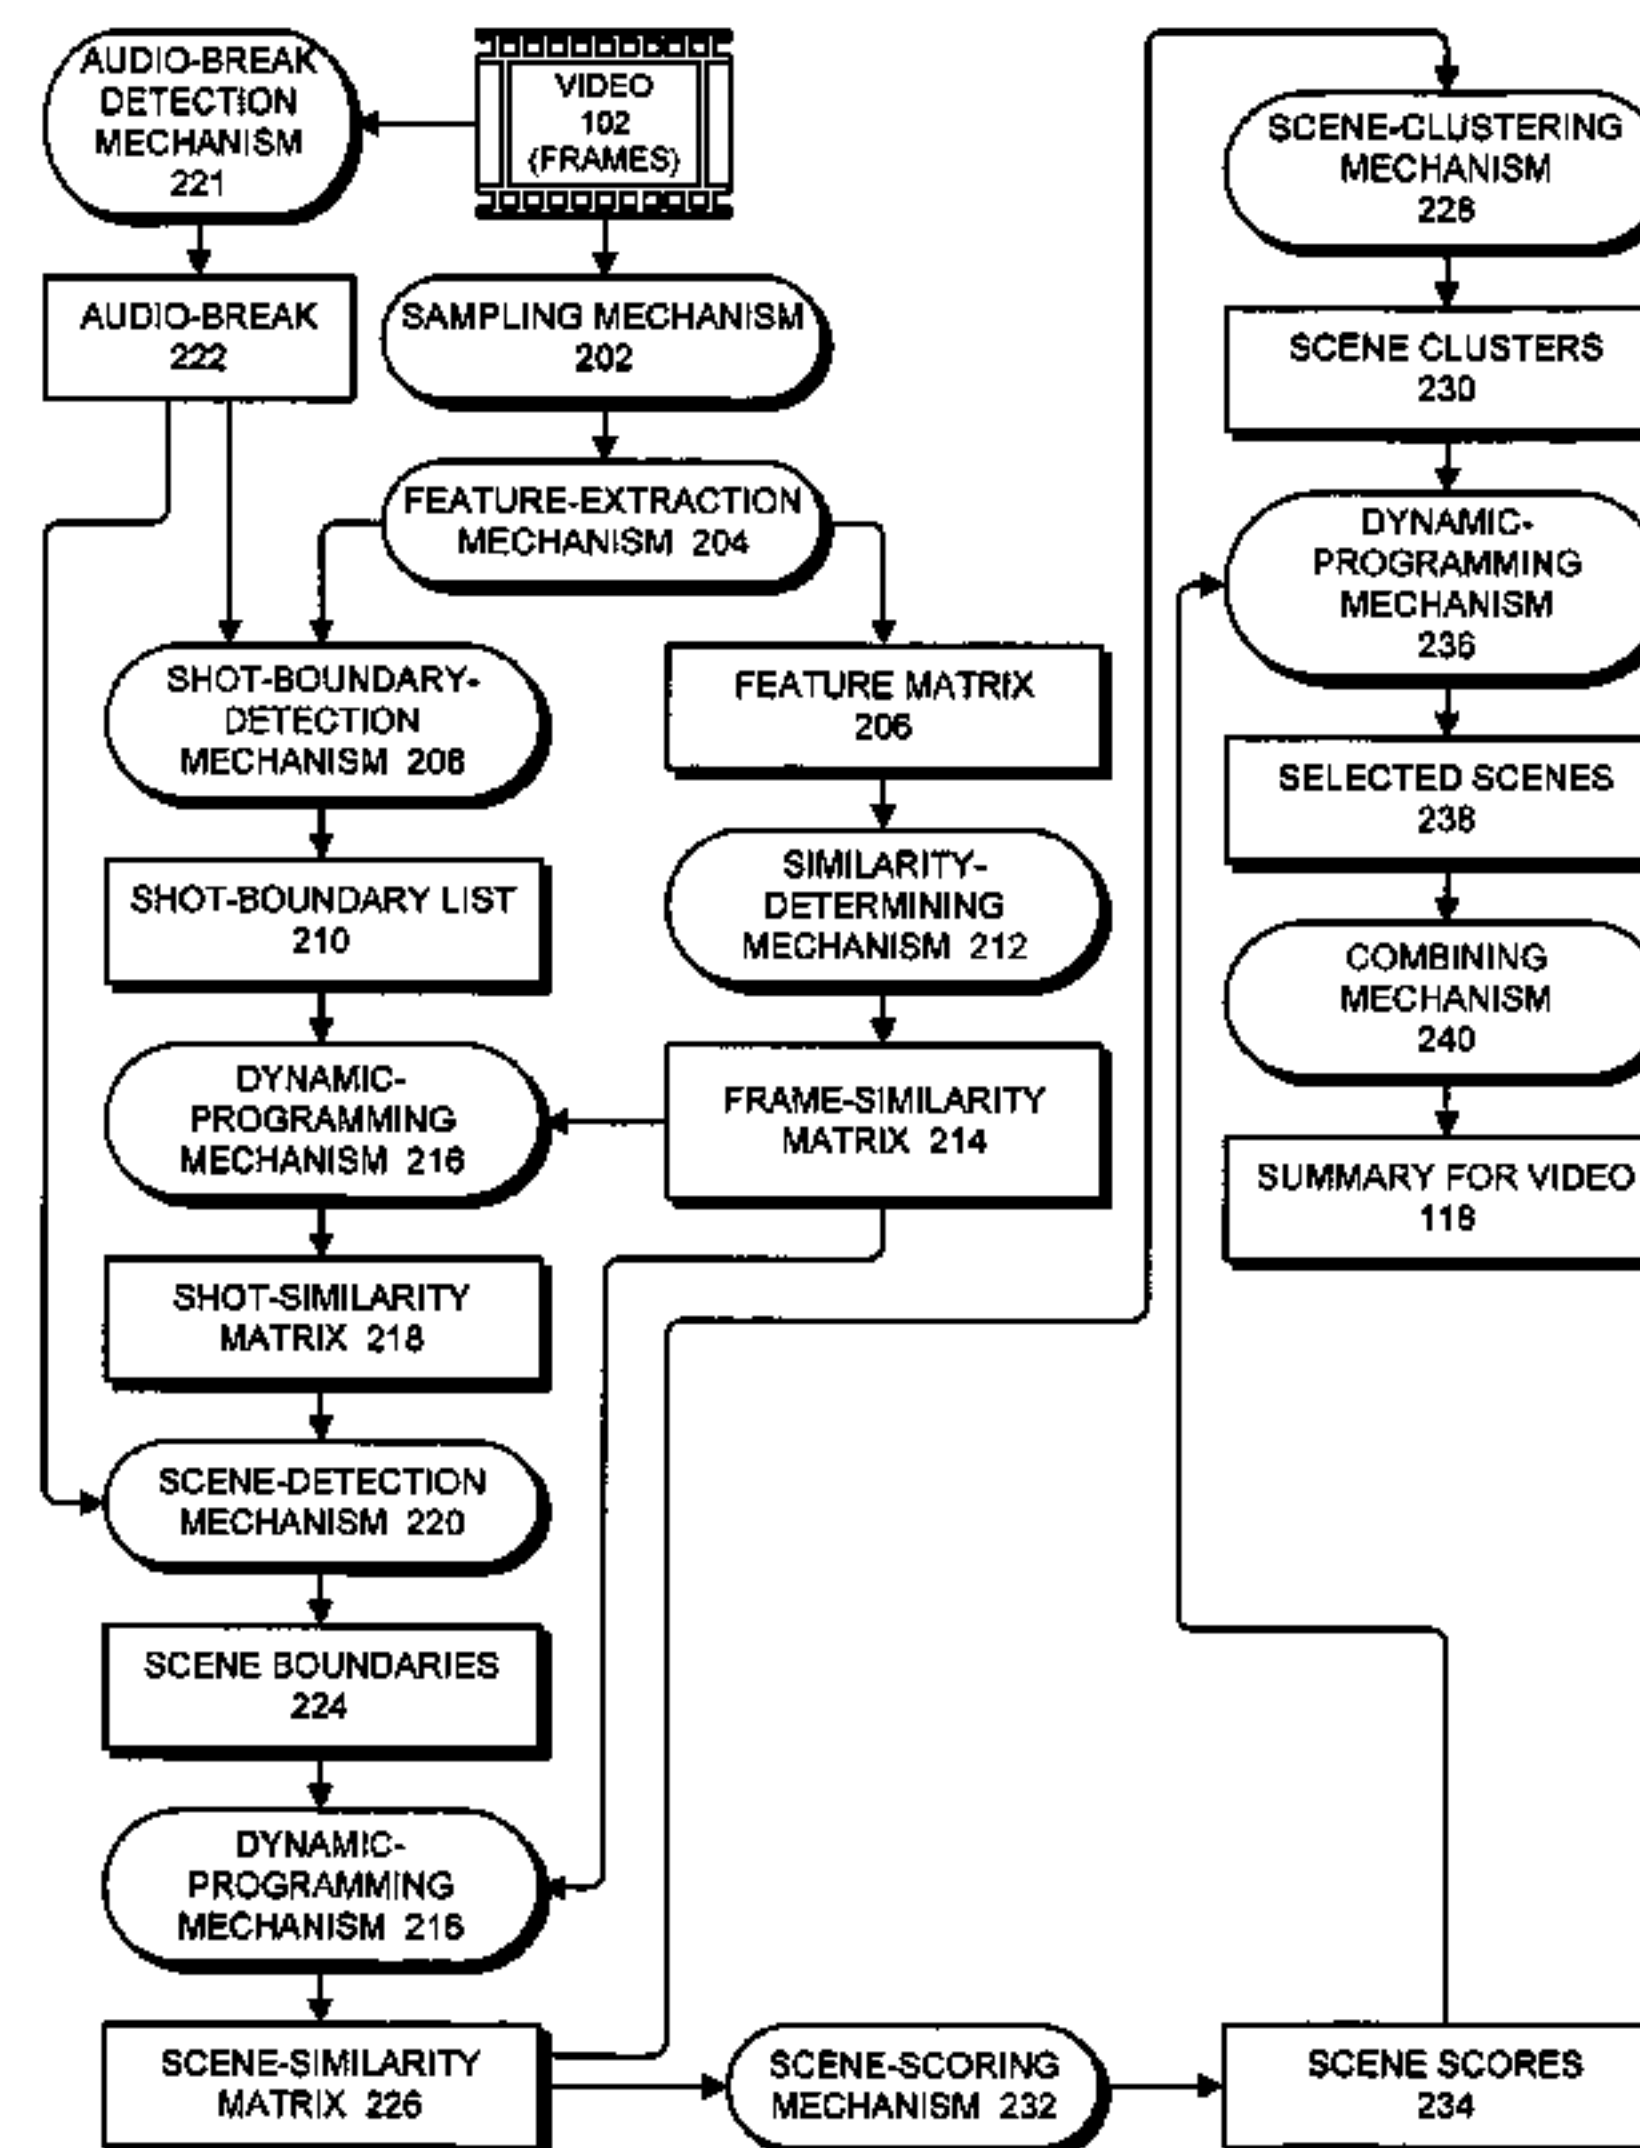 AUDIO-BREAK
DETECTION
MECHANISM
221
VIDEO
102
(FRAMES)
AUDIO-BREAK
222
SAMPLING MECHANISM
202
FEATURE-EXTRACTION
MECHANISM 204
SHOT-BOUNDARY-
DETECTION
MECHANISM 208
FEATURE MATRIX
206
SHOT-BOUNDARY LIST
210
SIMILARITY-
DETERMINING
MECHANISM 212
DYNAMIC-
PROGRAMMING
MECHANISM 216
FRAME-SIMILARITY
MATRIX 214
SHOT-SIMILARITY
MATRIX 218
SCENE-DETECTION
MECHANISM 220
SCENE BOUNDARIES
224
DYNAMIC-
PROGRAMMING
MECHANISM 216
SCENE-SIMILARITY
MATRIX 226
SCENE-SCORING
MECHANISM 232
SCENE SCORES
234
SCENE-CLUSTERING
MECHANISM
228
SCENE CLUSTERS
230
DYNAMIC-
PROGRAMMING
MECHANISM
236
SELECTED SCENES
238
COMBINING
MECHANISM
240
SUMMARY FOR VIDEO
118